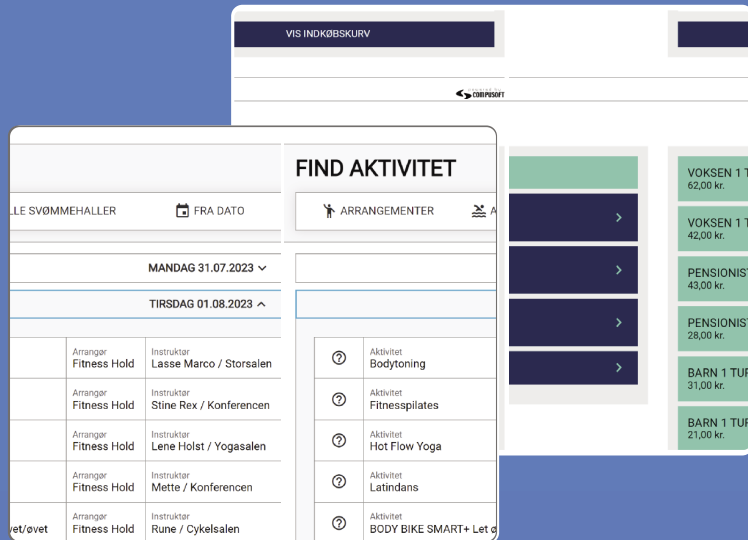 VIS INDKØBSKURV
COMPUSOFT
VOKSEN 1
62,00 kr.
VOKSEN 1
42,00 kr.
PENSIONIST
43,00 kr.
PENSIONIST
28,00 kr.
BARN 1 TUR
31,00 kr.
BARN 1 TUR
21,00 kr.
FIND AKTIVITET
LLE SVØMMEHALLER FRA DATO ARRANGEMENTER A
MANDAG 31.07.2023
TIRSDAG 01.08.2023
Arrangør Instruktør Aktivitet
Fitness Hold Lasse Marco / Storsalen Bodytoning
Arrangør Instruktør Aktivitet
Fitness Hold Stine Rex / Konferencen Fitnesspilates
Arrangør Instruktør Aktivitet
Fitness Hold Lene Holst / Yogasalen Hot Flow Yoga
Arrangør Instruktør Aktivitet
Fitness Hold Mette / Konferencen Latindans
Arrangør Instruktør Aktivitet
vet/øvet Fitness Hold Rune / Cykelsalen BODY BIKE SMART+ Let ø